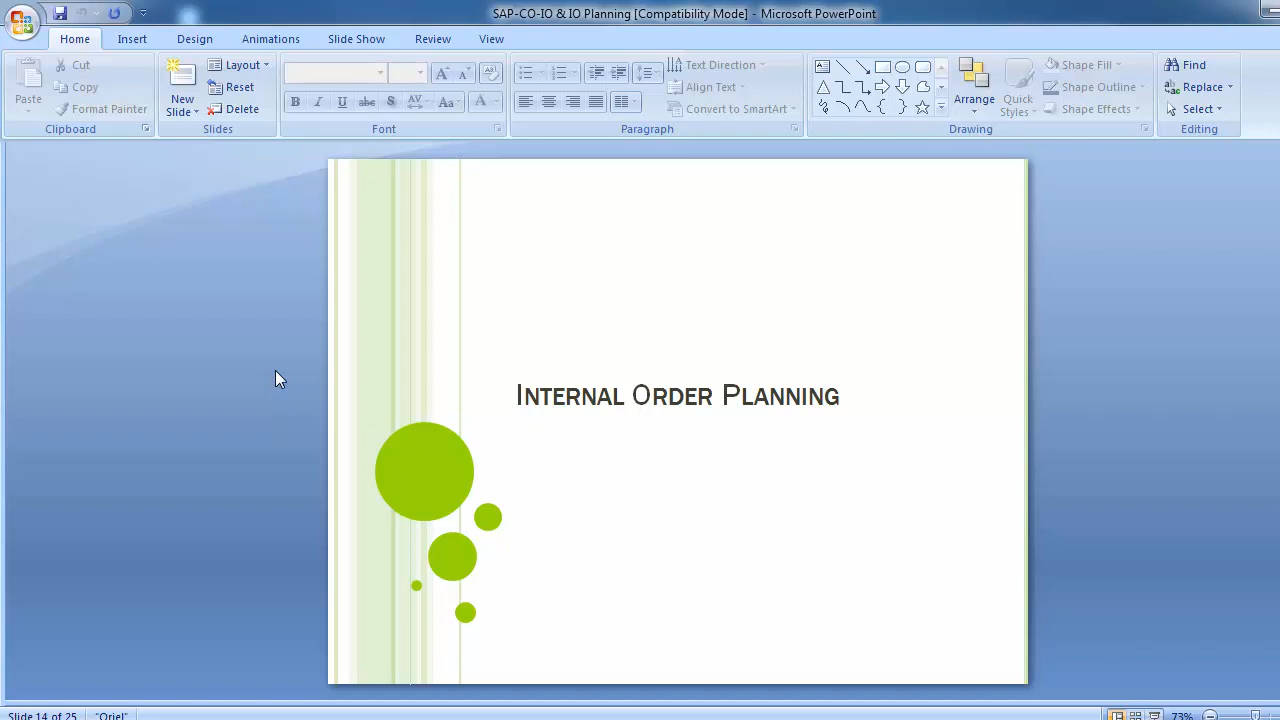 SAP-CO-IO & IO Planning [Compatibility Mode] - Microsoft PowerPoint
Home Insert Design Animations Slide Show Review View
Paste Cut Copy Format Painter
Clipboard
New Slide Layout Reset Delete
Slides
B I U abc S AV Aa A
Font
Text Direction Align Text Convert to SmartArt
Paragraph
Arrange Quick Styles Shape Fill Shape Outline Shape Effects
Drawing
Find Replace Select
Editing
Internal Order Planning
Slide 14 of 25 "Oriel" 73%